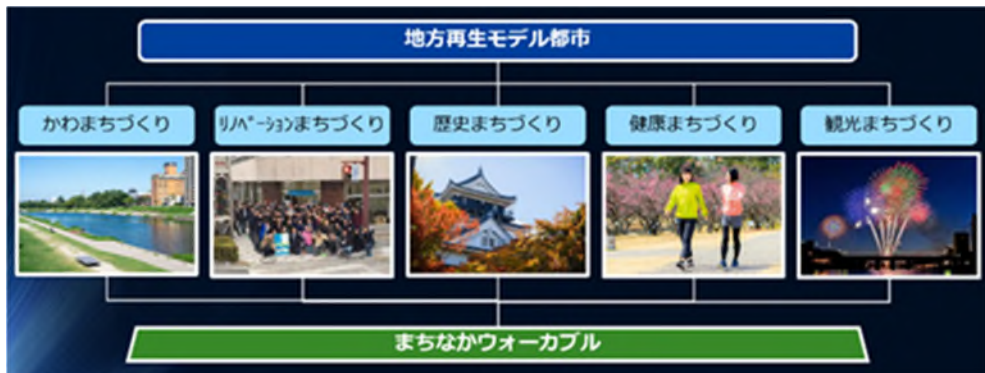 地方再生モデル都市
かわまちづくり
ﾘﾉﾍﾞｰｼｮﾝまちづくり
歴史まちづくり
健康まちづくり
観光まちづくり
まちなかウォーカブル